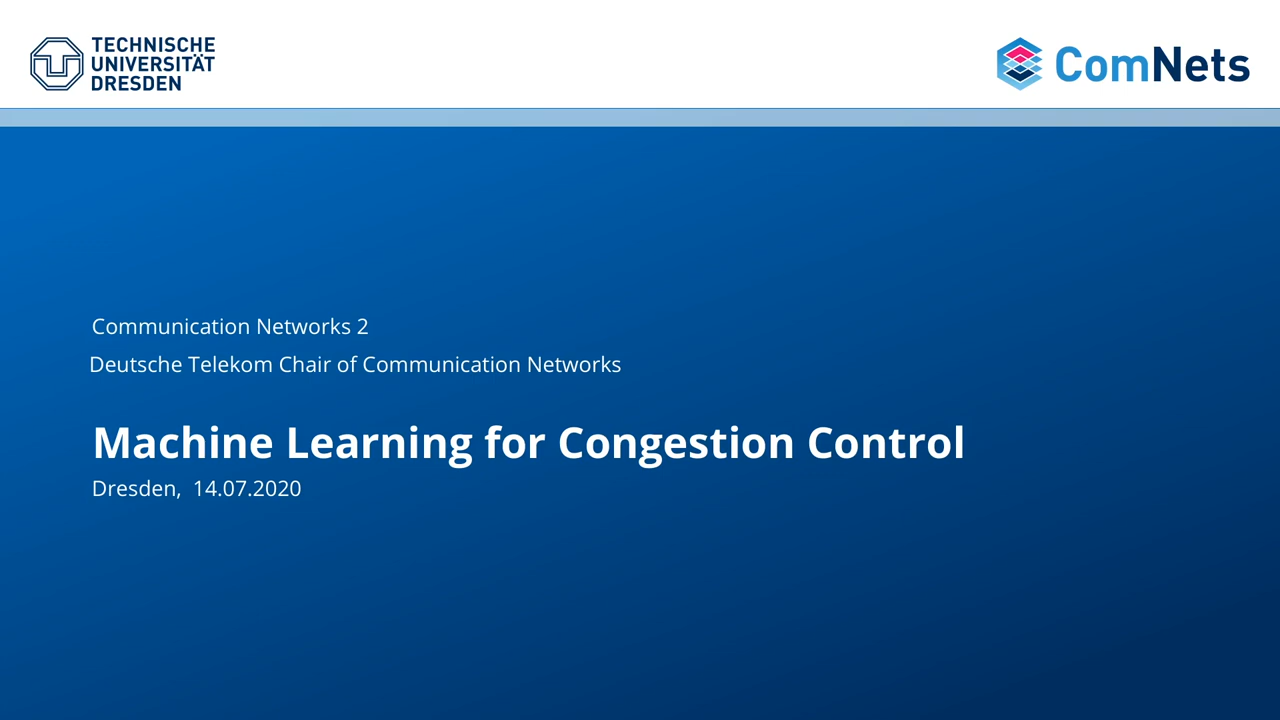 TECHNISCHE
UNIVERSITÄT
DRESDEN
ComNets
Communication Networks 2
Deutsche Telekom Chair of Communication Networks
Machine Learning for Congestion Control
Dresden, 14.07.2020